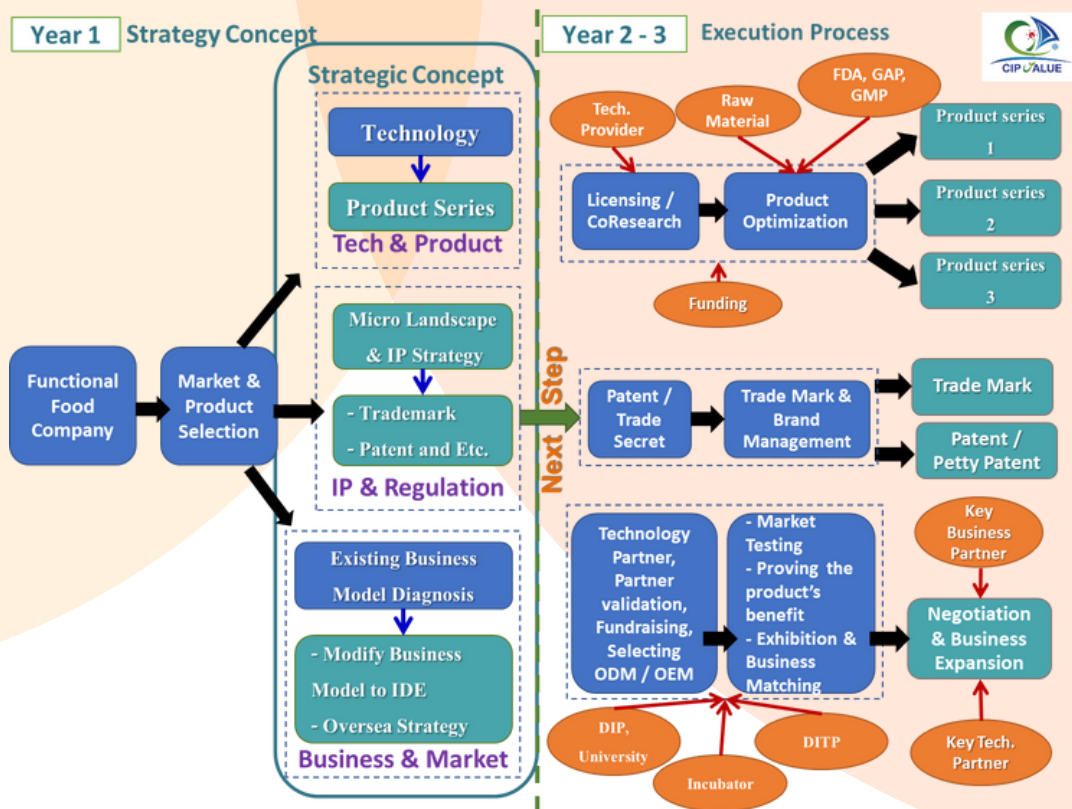 Year 1
Strategy Concept
Strategic Concept
Technology
Product Series
Tech & Product
Functional
Food
Company
Market &
Product
Selection
Micro Landscape
& IP Strategy
- Trademark
- Patent and Etc.
IP & Regulation
Existing Business
Model Diagnosis
- Modify Business
Model to IDE
- Oversea Strategy
Business & Market
Next Step
Year 2 - 3
Execution Process
CIP VALUE
Tech.
Provider
Raw
Material
FDA, GAP,
GMP
Licensing /
CoResearch
Product
Optimization
Funding
Product series
1
Product series
2
Product series
3
Patent /
Trade
Secret
Trade Mark &
Brand
Management
Trade Mark
Patent /
Petty Patent
Technology
Partner,
Partner
validation,
Fundraising,
Selecting
ODM / OEM
- Market
Testing
- Proving the
product's
benefit
- Exhibition &
Business
Matching
Key
Business
Partner
Negotiation
& Business
Expansion
Key Tech.
Partner
DIP,
University
Incubator
DITP